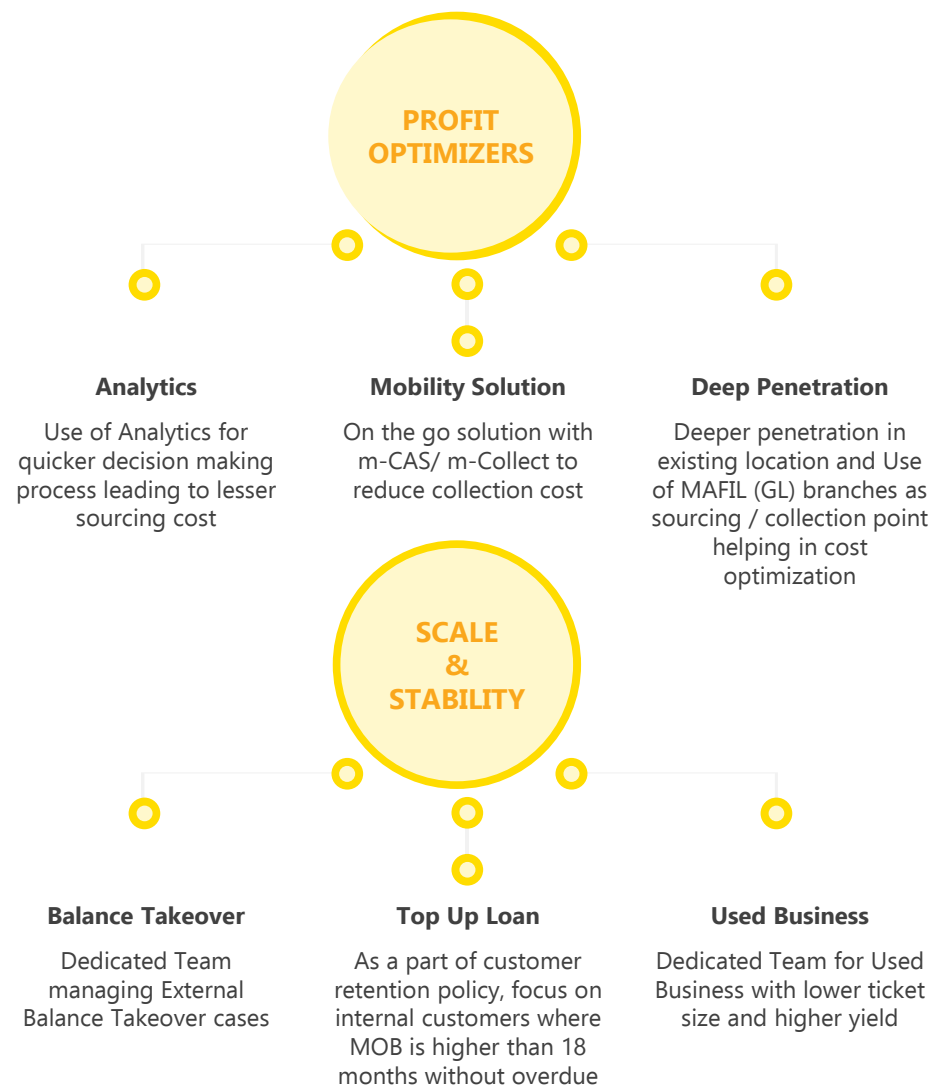 PROFIT
OPTIMIZERS
Analytics
Use of Analytics for
quicker decision making
process leading to lesser
sourcing cost
Mobility Solution
On the go solution with
m-CAS/ m-Collect to
reduce collection cost
Deep Penetration
Deeper penetration in
existing location and Use
of MAFIL (GL) branches as
sourcing / collection point
helping in cost
optimization
SCALE
&
STABILITY
Balance Takeover
Dedicated Team
managing External
Balance Takeover cases
Top Up Loan
As a part of customer
retention policy, focus on
internal customers where
MOB is higher than 18
months without overdue
Used Business
Dedicated Team for Used
Business with lower ticket
size and higher yield